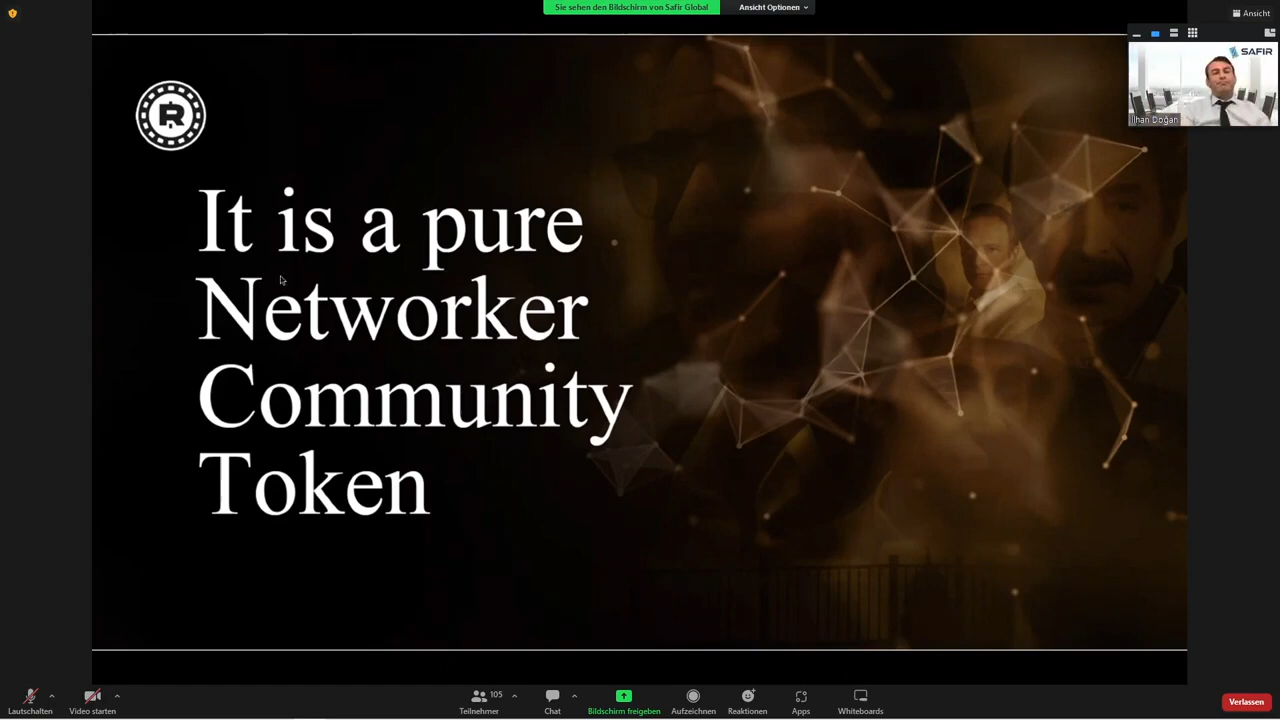 Sie sehen den Bildschirm von Safir Global
Ansicht Optionen
Ansicht
SAFIR
İlhan Doğan
R
It is a pure
Networker
Community
Token
Lautschalten
Video starten
105
Teilnehmer
Chat
Bildschirm freigeben
Aufzeichnen
Reaktionen
Apps
Whiteboards
Verlassen